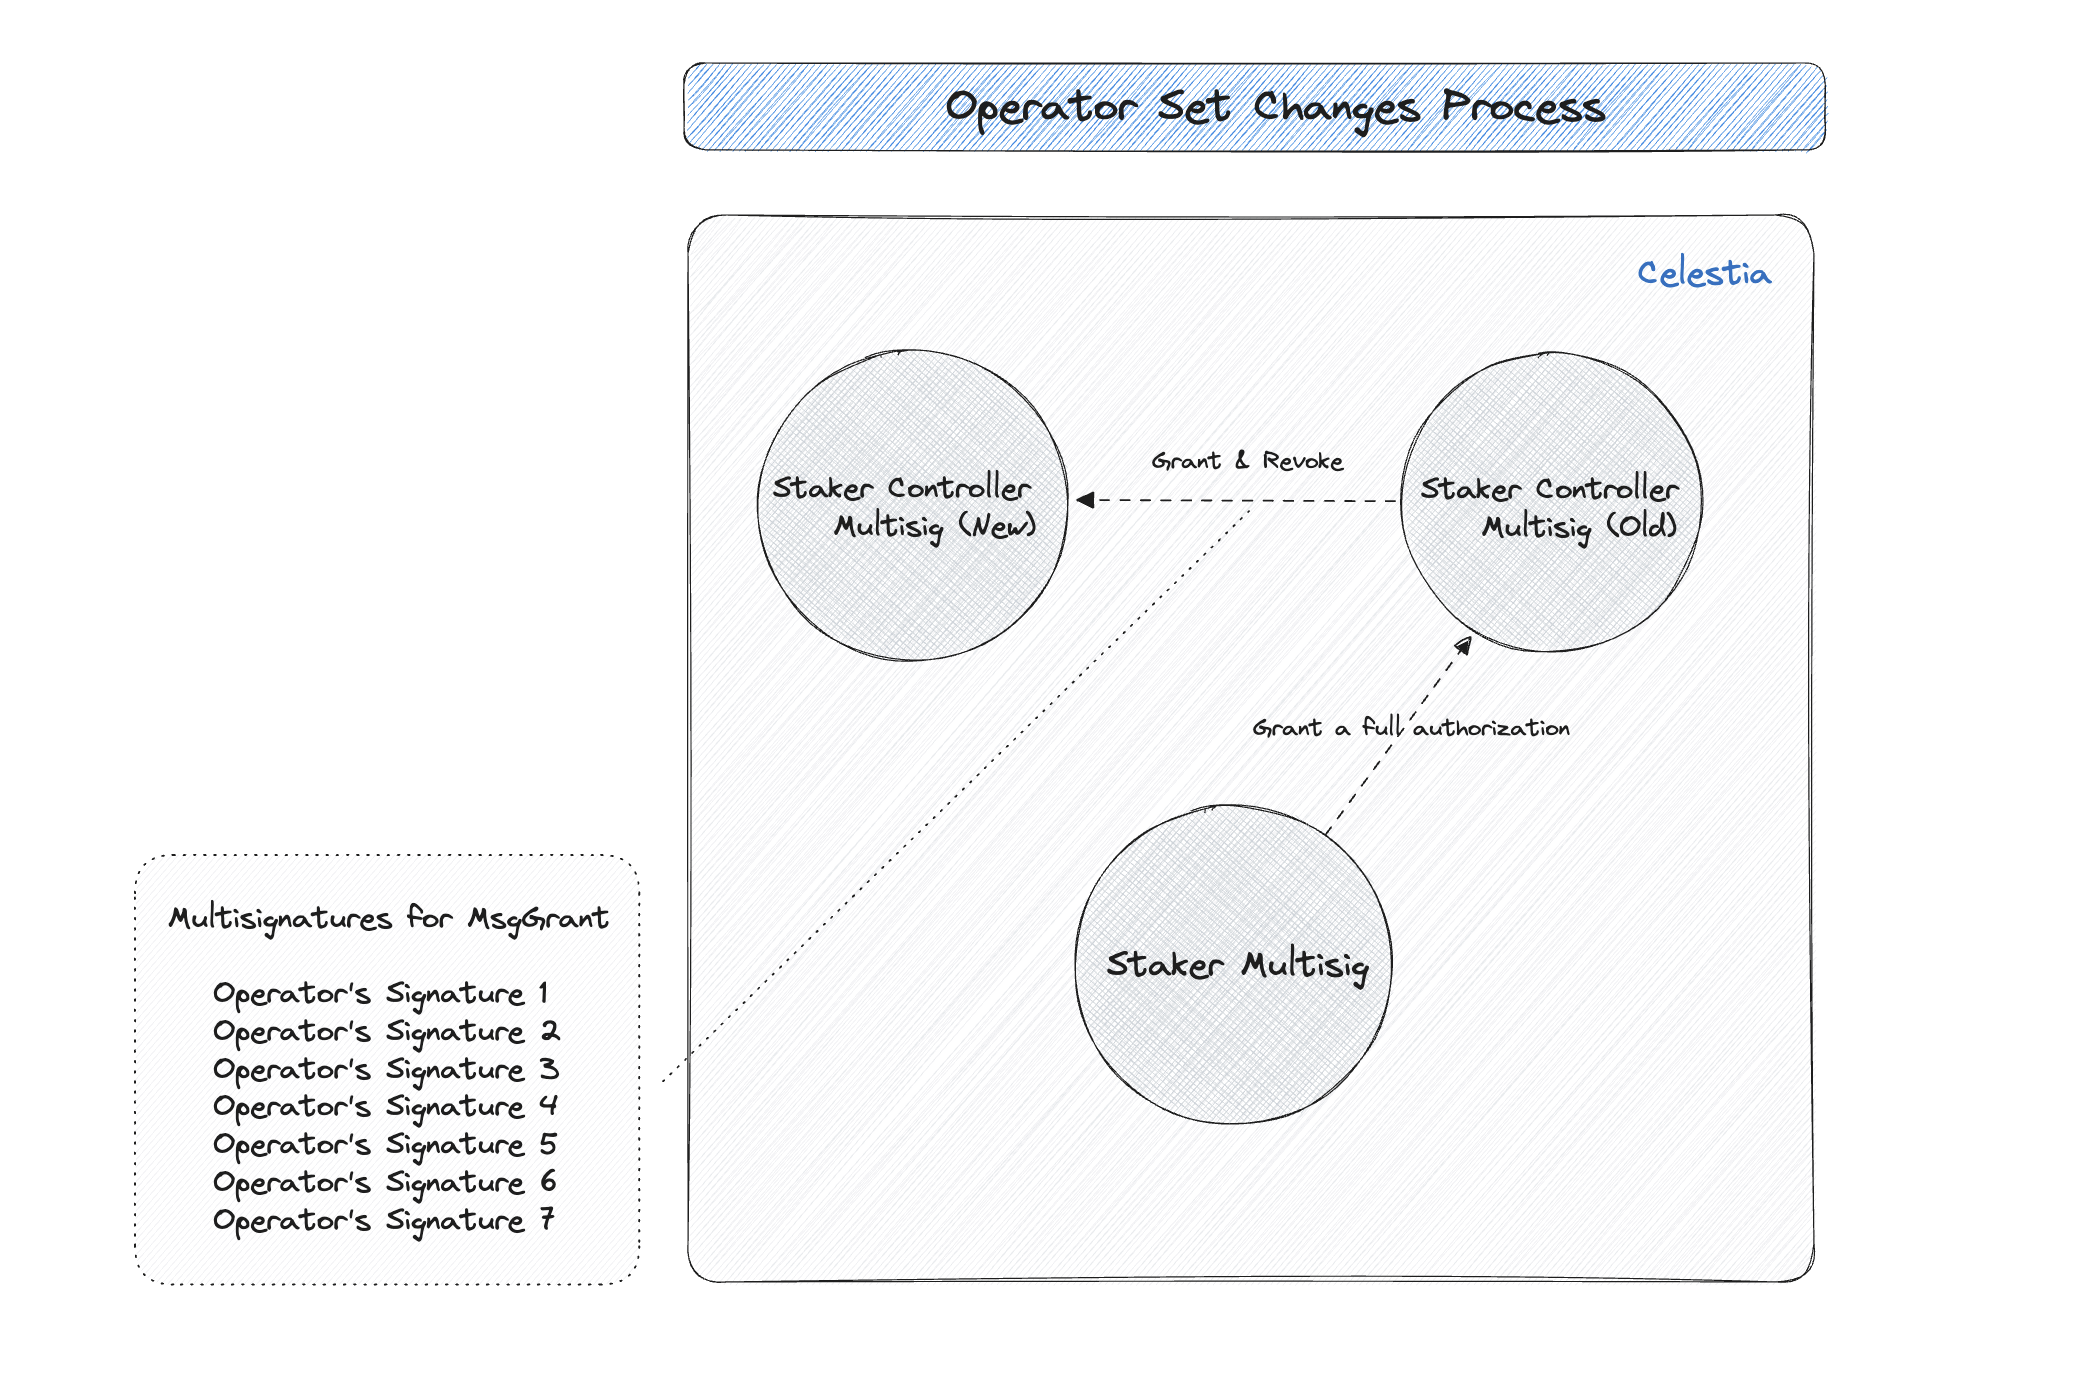 Operator Set Changes Process
Celestia
Staker Controller
Multisig (New)
Grant & Revoke
Staker Controller
Multisig (Old)
Grant a full authorization
Staker Multisig
Multisignatures for MsgGrant
Operator's Signature 1
Operator's Signature 2
Operator's Signature 3
Operator's Signature 4
Operator's Signature 5
Operator's Signature 6
Operator's Signature 7